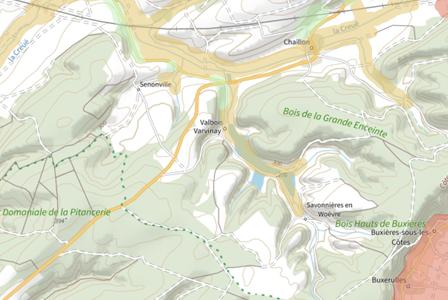 Chaillon
la Creuë
la Creuë
Senonville
Valbois
Varvinay
Bois de la Grande Enceinte
Savonnières en
Woëvre
Domaniale de la Pitancerie
Bois Hauts de Buxières
Buxières-sous-les
Côtes
Buxerulles